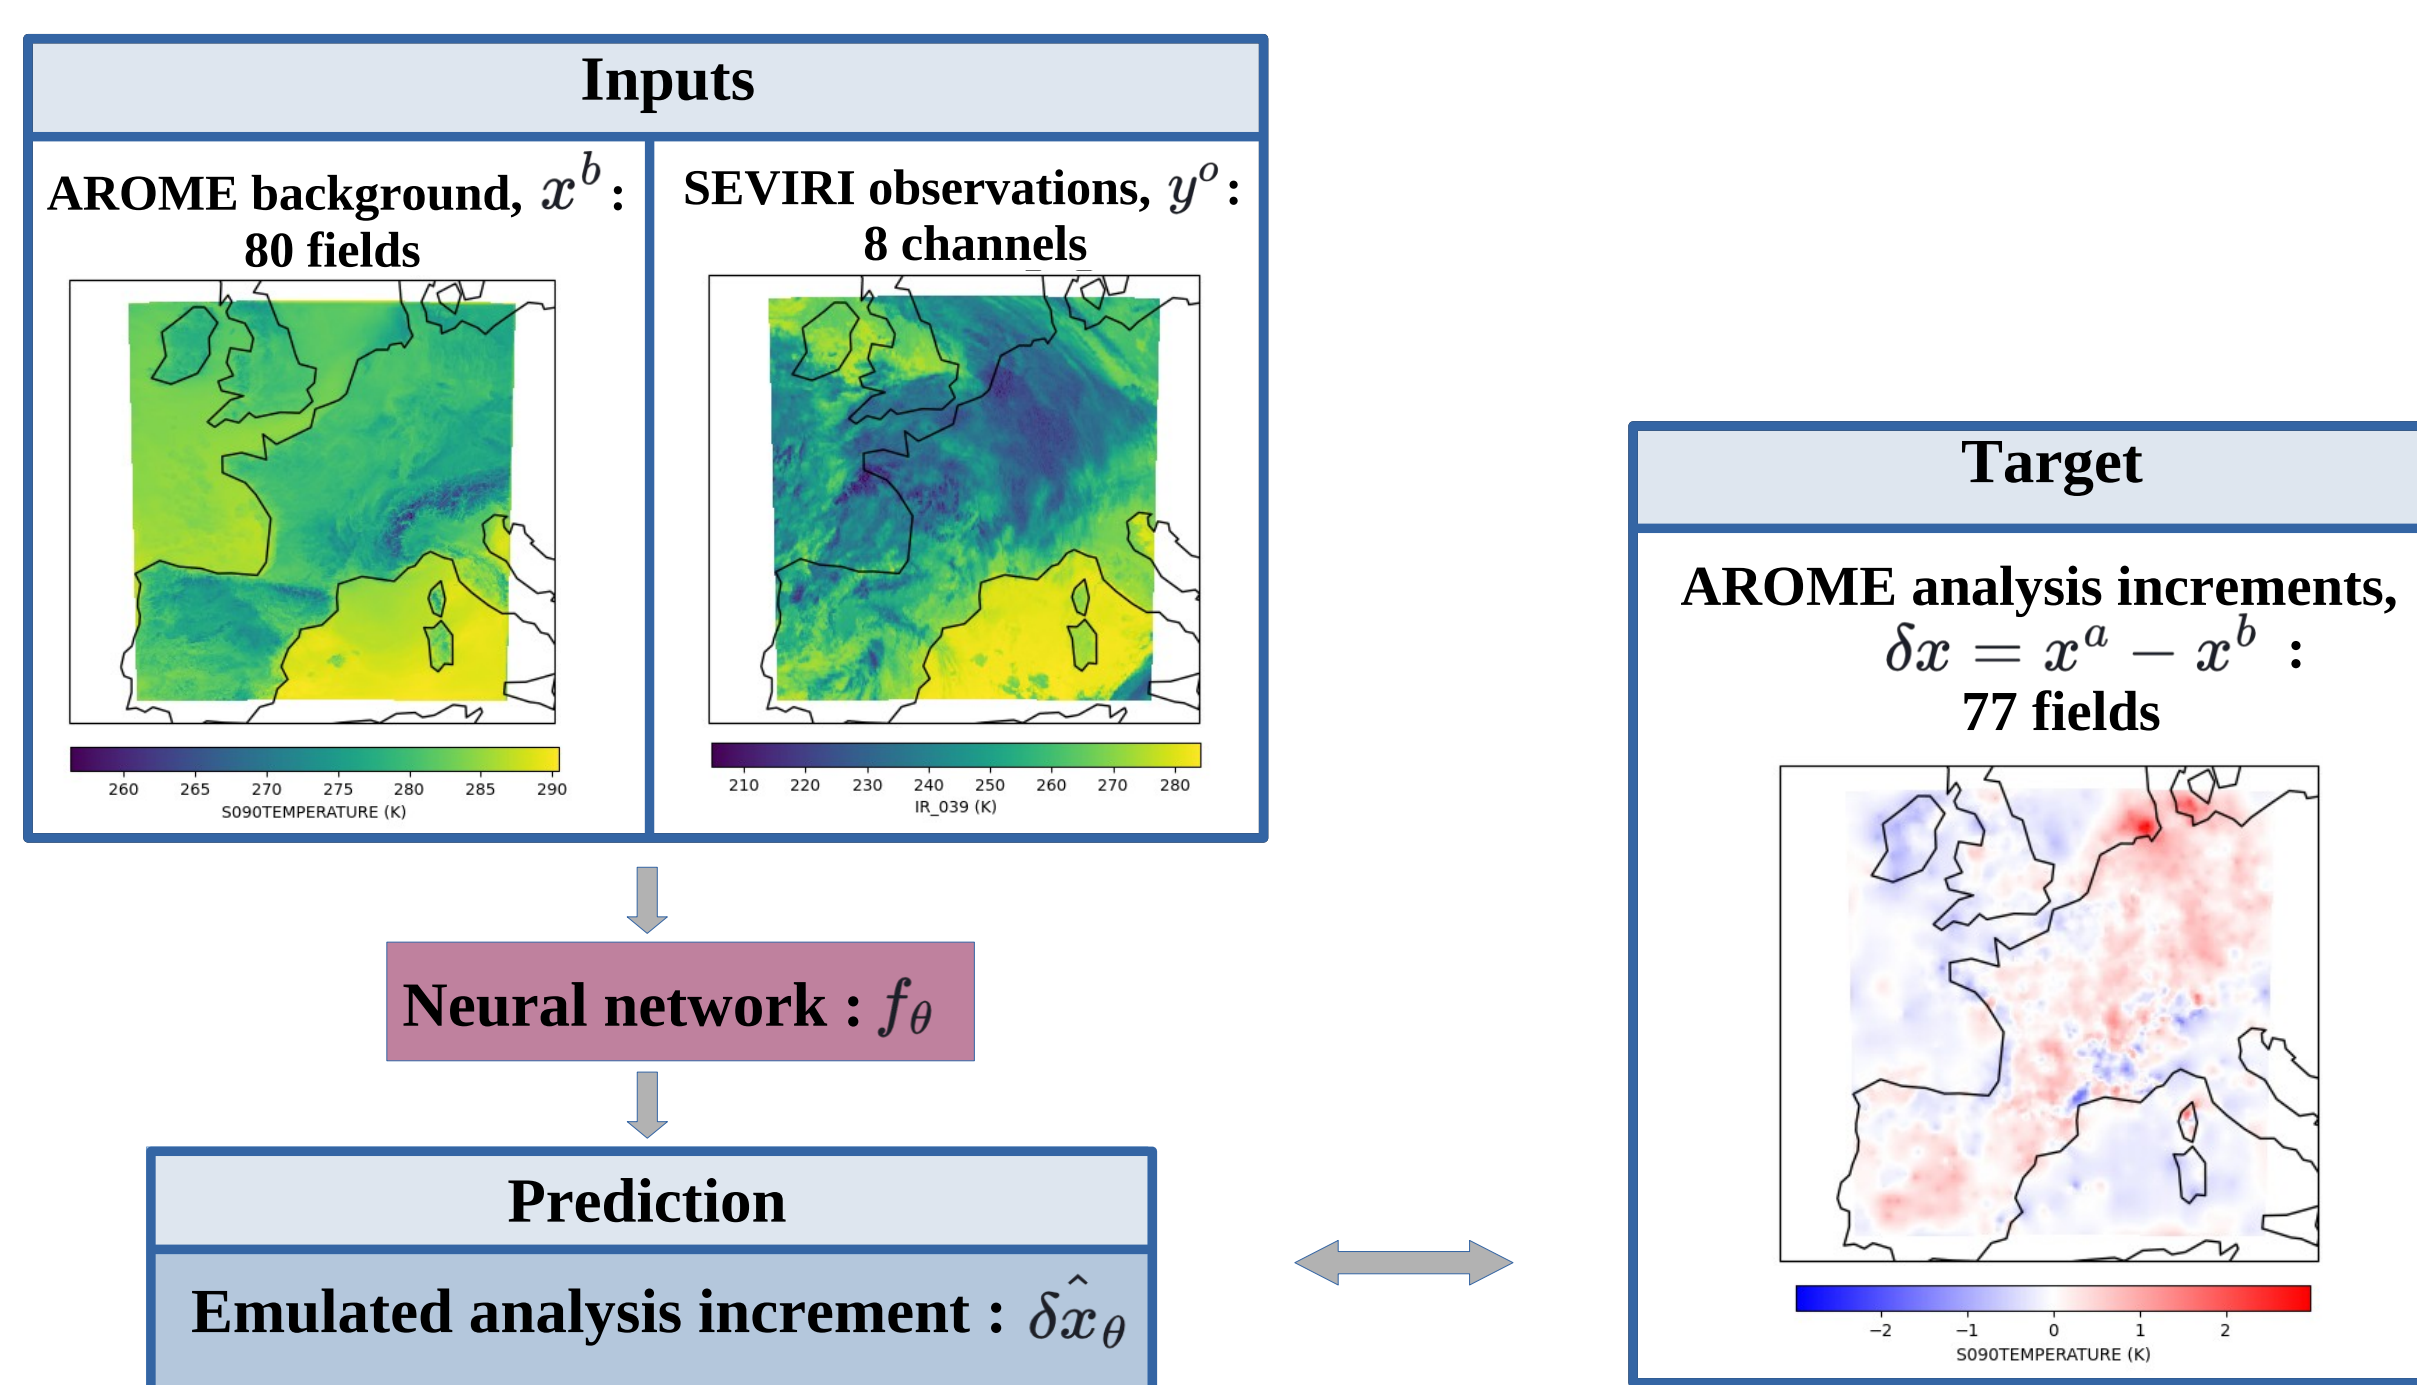 Inputs
AROME background, x^b :
80 fields
260 265 270 275 280 285 290
S090TEMPERATURE (K)
SEVIRI observations, y^o :
8 channels
210 220 230 240 250 260 270 280
IR_039 (K)
Neural network : f_θ
Prediction
Emulated analysis increment : δx̂_θ
Target
AROME analysis increments,
δx = x^a − x^b :
77 fields
−2 −1 0 1 2
S090TEMPERATURE (K)